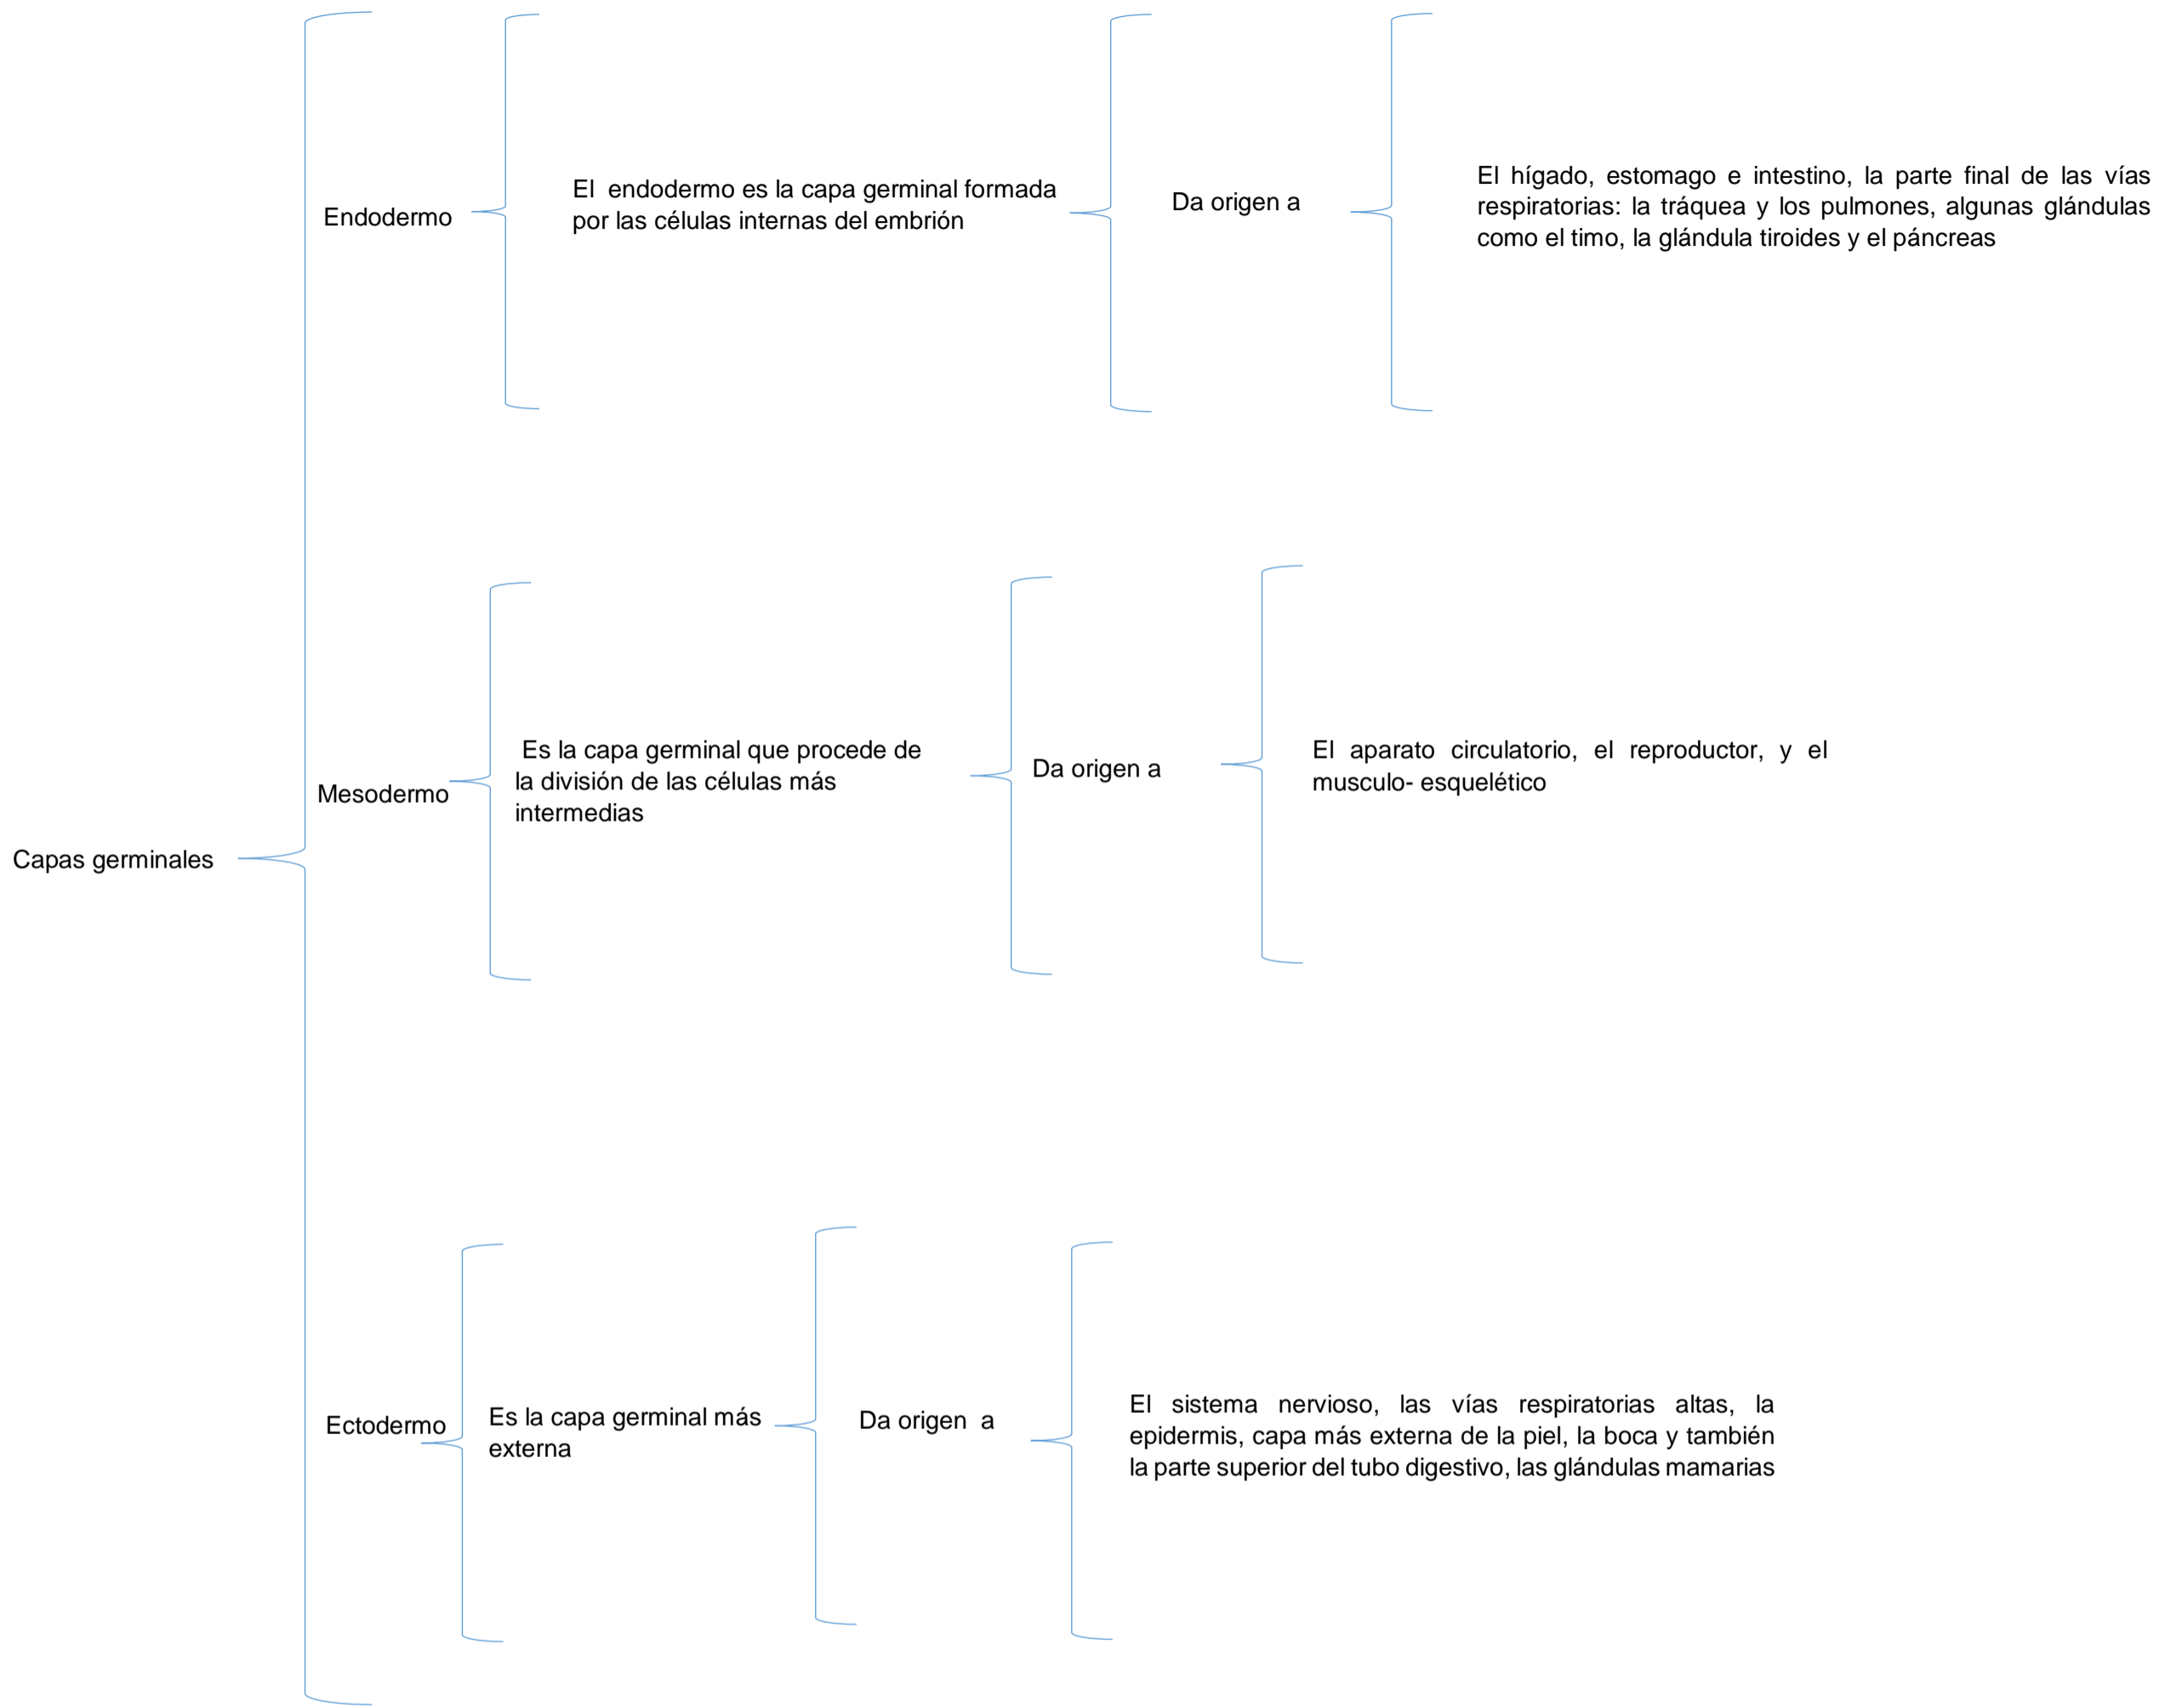 Capas germinales
Endodermo
El  endodermo es la capa germinal formada
por las células internas del embrión
Da origen a
El hígado, estomago e intestino, la parte final de las vías
respiratorias: la tráquea y los pulmones, algunas glándulas
como el timo, la glándula tiroides y el páncreas
Mesodermo
Es la capa germinal que procede de
la división de las células más
intermedias
Da origen a
El aparato circulatorio, el reproductor, y el
musculo- esquelético
Ectodermo
Es la capa germinal más
externa
Da origen  a
El sistema nervioso, las vías respiratorias altas, la
epidermis, capa más externa de la piel, la boca y también
la parte superior del tubo digestivo, las glándulas mamarias